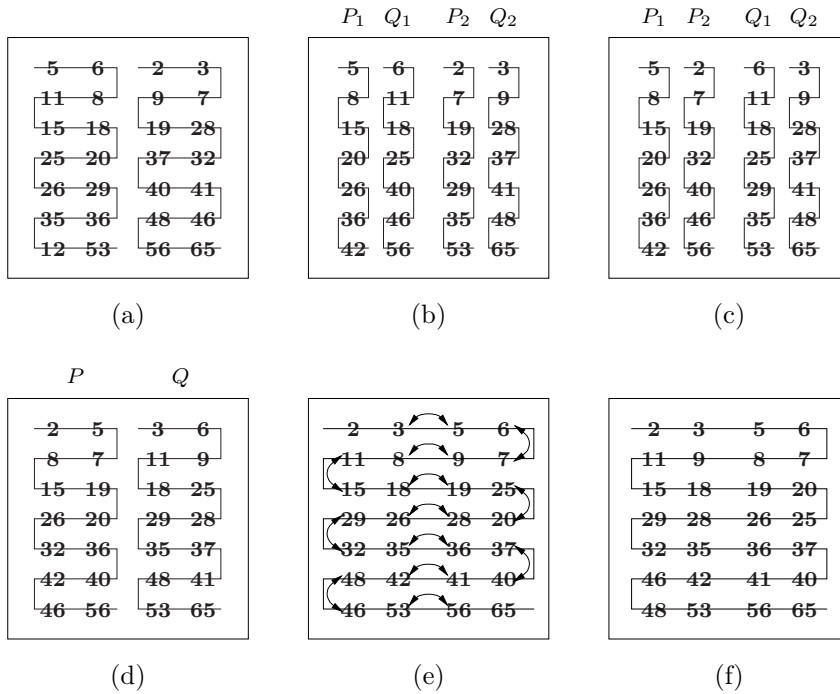 P1 Q1 P2 Q2 P1 P2 Q1 Q2
5 6 2 3 5 6 2 3 5 2 6 3
11 8 9 7 8 11 7 9 8 7 11 9
15 18 19 28 15 18 19 28 15 19 18 28
25 20 37 32 20 25 32 37 20 32 25 37
26 29 40 41 26 40 29 41 26 40 29 41
35 36 48 46 36 46 35 48 36 46 35 48
12 53 56 65 42 56 53 65 42 56 53 65
(a) (b) (c)
P Q
2 5 3 6 2 3 5 6 2 3 5 6
8 7 11 9 11 8 9 7 11 9 8 7
15 19 18 25 15 18 19 25 15 18 19 20
26 20 29 28 29 26 28 20 29 28 26 25
32 36 35 37 32 35 36 37 32 35 36 37
42 40 48 41 48 42 41 40 46 42 41 40
46 56 53 65 46 53 56 65 48 53 56 65
(d) (e) (f)